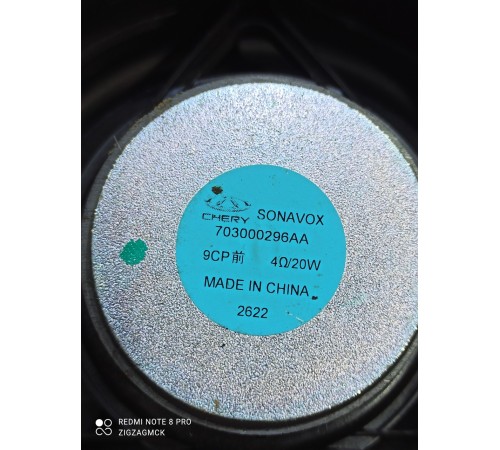 CHERY SONAVOX
703000296AA
9CP前 4Ω/20W
MADE IN CHINA
2622
REDMI NOTE 8 PRO
ZIGZAGMCK